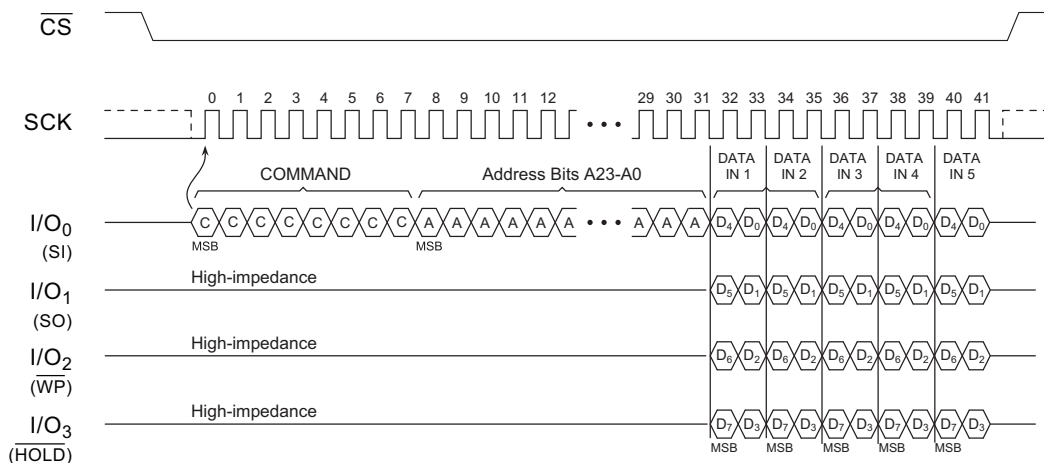 CS
SCK
0 1 2 3 4 5 6 7 8 9 10 11 12 • • • 29 30 31 32 33 34 35 36 37 38 39 40 41
COMMAND
Address Bits A23-A0
DATA IN 1
DATA IN 2
DATA IN 3
DATA IN 4
DATA IN 5
I/O₀
(SI)
C C C C C C C C A A A A A A • • • A A A D₄ D₀ D₄ D₀ D₄ D₀ D₄ D₀ D₄ D₀
MSB MSB
I/O₁
(SO)
High-impedance
D₅ D₁ D₅ D₁ D₅ D₁ D₅ D₁ D₅ D₁
I/O₂
(WP)
High-impedance
D₆ D₂ D₆ D₂ D₆ D₂ D₆ D₂ D₆ D₂
I/O₃
(HOLD)
High-impedance
D₇ D₃ D₇ D₃ D₇ D₃ D₇ D₃ D₇ D₃
MSB MSB MSB MSB MSB